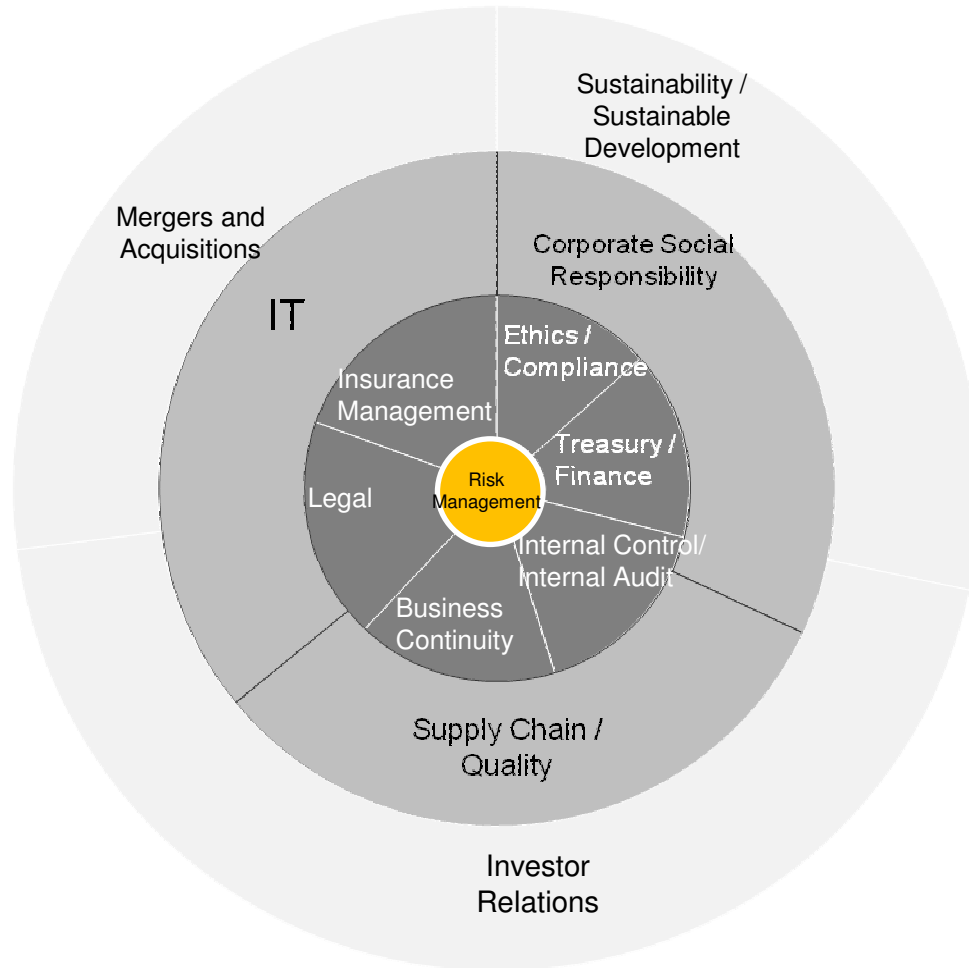 Sustainability /
Sustainable
Development
Mergers and
Acquisitions
Corporate Social
Responsibility
IT
Ethics /
Compliance
Insurance
Management
Treasury /
Finance
Risk
Management
Legal
Internal Control/
Internal Audit
Business
Continuity
Supply Chain /
Quality
Investor
Relations